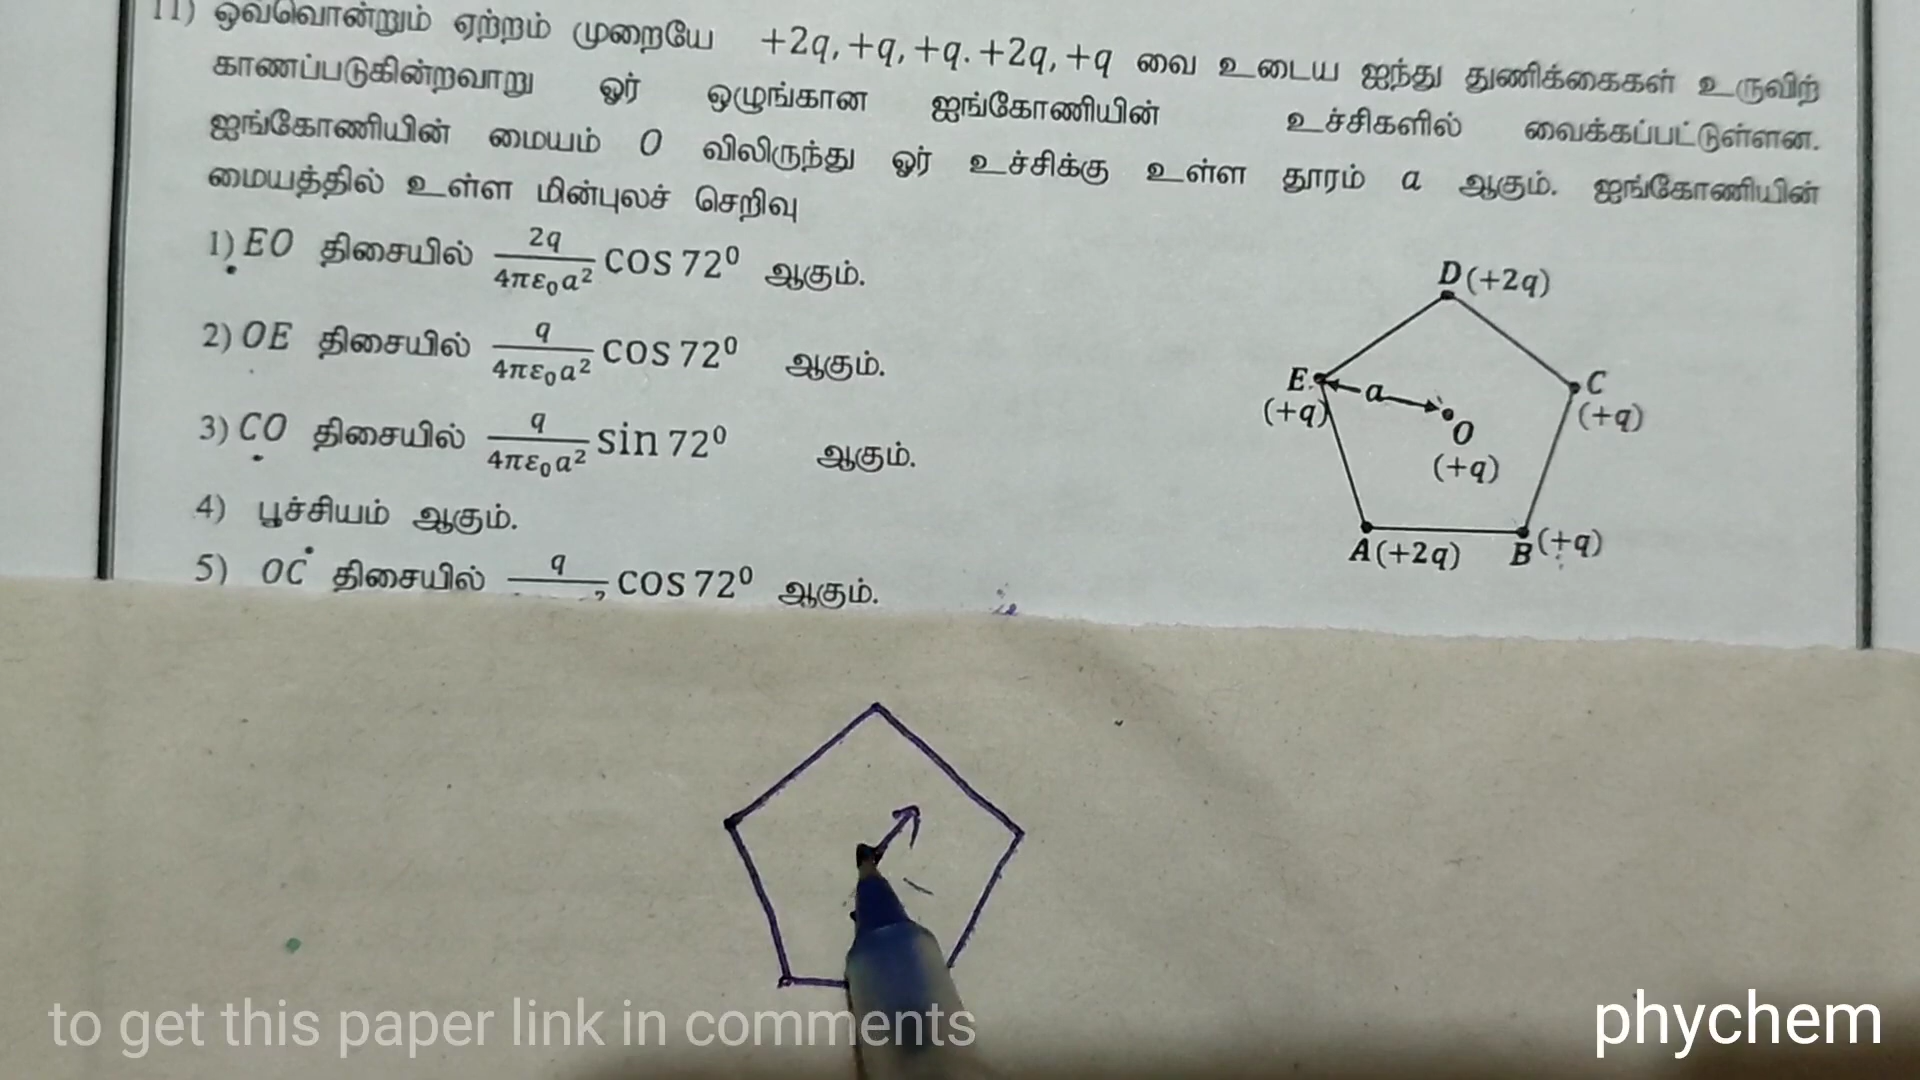 11) ஒவ்வொன்றும் ஏற்றம் முறையே +2q, +q, +q. +2q, +q வை உடைய ஐந்து துணிக்கைகள் உருவிற்
காணப்படுகின்றவாறு ஓர் ஒழுங்கான ஐங்கோணியின் உச்சிகளில் வைக்கப்பட்டுள்ளன.
ஐங்கோணியின் மையம் O விலிருந்து ஓர் உச்சிக்கு உள்ள தூரம் a ஆகும். ஐங்கோணியின்
மையத்தில் உள்ள மின்புலச் செறிவு
1) EO திசையில் 2q/4πε₀a² COS 72⁰ ஆகும்.
2) OE திசையில் q/4πε₀a² COS 72⁰ ஆகும்.
3) CO திசையில் q/4πε₀a² sin 72⁰ ஆகும்.
4) பூச்சியம் ஆகும்.
5) OC திசையில் q COS 72⁰ ஆகும்.
D(+2q)
E
(+q)
a
C
(+q)
O
(+q)
A(+2q)
B(+q)
to get this paper link in comments
phychem